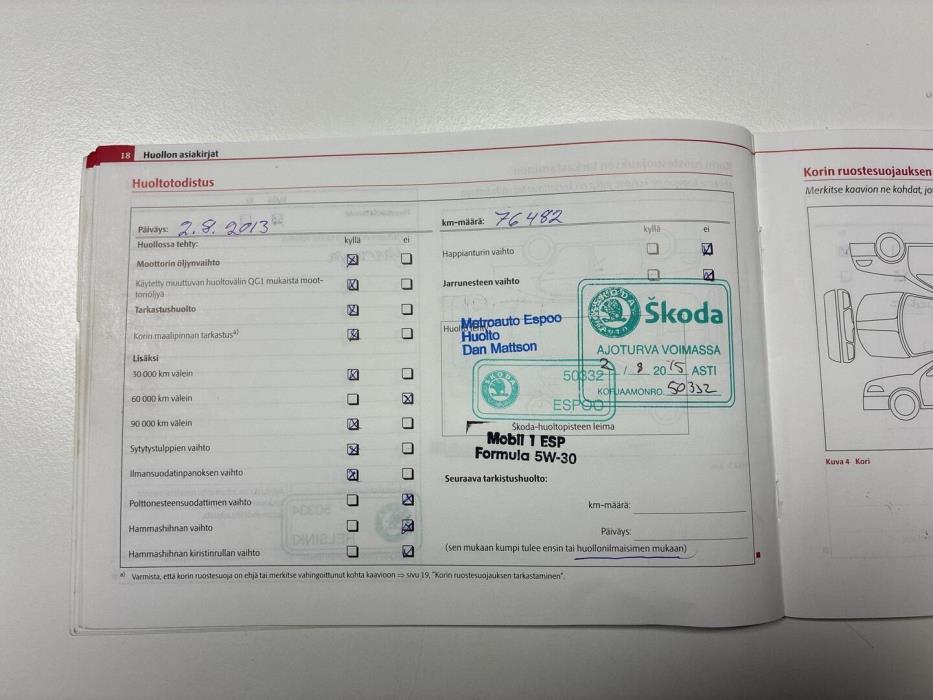 18 Huollon asiakirjat
Huoltotodistus
Päiväys: 2.8.2013
Huollossa tehty: kyllä ei
Moottorin öljynvaihto
Käytetty muuttuvan huoltovälin QG1 mukaista moot-
toriöljyä
Tarkastushuolto
Korin maalipinnan tarkastus a)
Lisäksi
30 000 km välein
60 000 km välein
90 000 km välein
Sytytystulppien vaihto
Ilmansuodatinpanoksen vaihto
Polttonesteensuodattimen vaihto
Hammashihnan vaihto
Hammashihnan kiristinrullan vaihto
km-määrä: 76482
kyllä ei
Happianturin vaihto
Jarrunesteen vaihto
Metroauto Espoo
Huolto
Dan Mattson
50332
ESPOO
ŠKODA
AUTO
Škoda
AJOTURVA VOIMASSA
2 / 8 2015 ASTI
KORJAAMONRO. 50332
Škoda-huoltopisteen leima
Mobil 1 ESP
Formula 5W-30
Seuraava tarkistushuolto:
km-määrä:
Päiväys:
(sen mukaan kumpi tulee ensin tai huollonilmaisimen mukaan)
a) Varmista, että korin ruostesuoja on ehjä tai merkitse vahingoittunut kohta kaavioon ⇒ sivu 19, "Korin ruostesuojauksen tarkastaminen".
Korin ruostesuojauksen
Merkitse kaavion ne kohdat, jo
Kuva 4 Kori